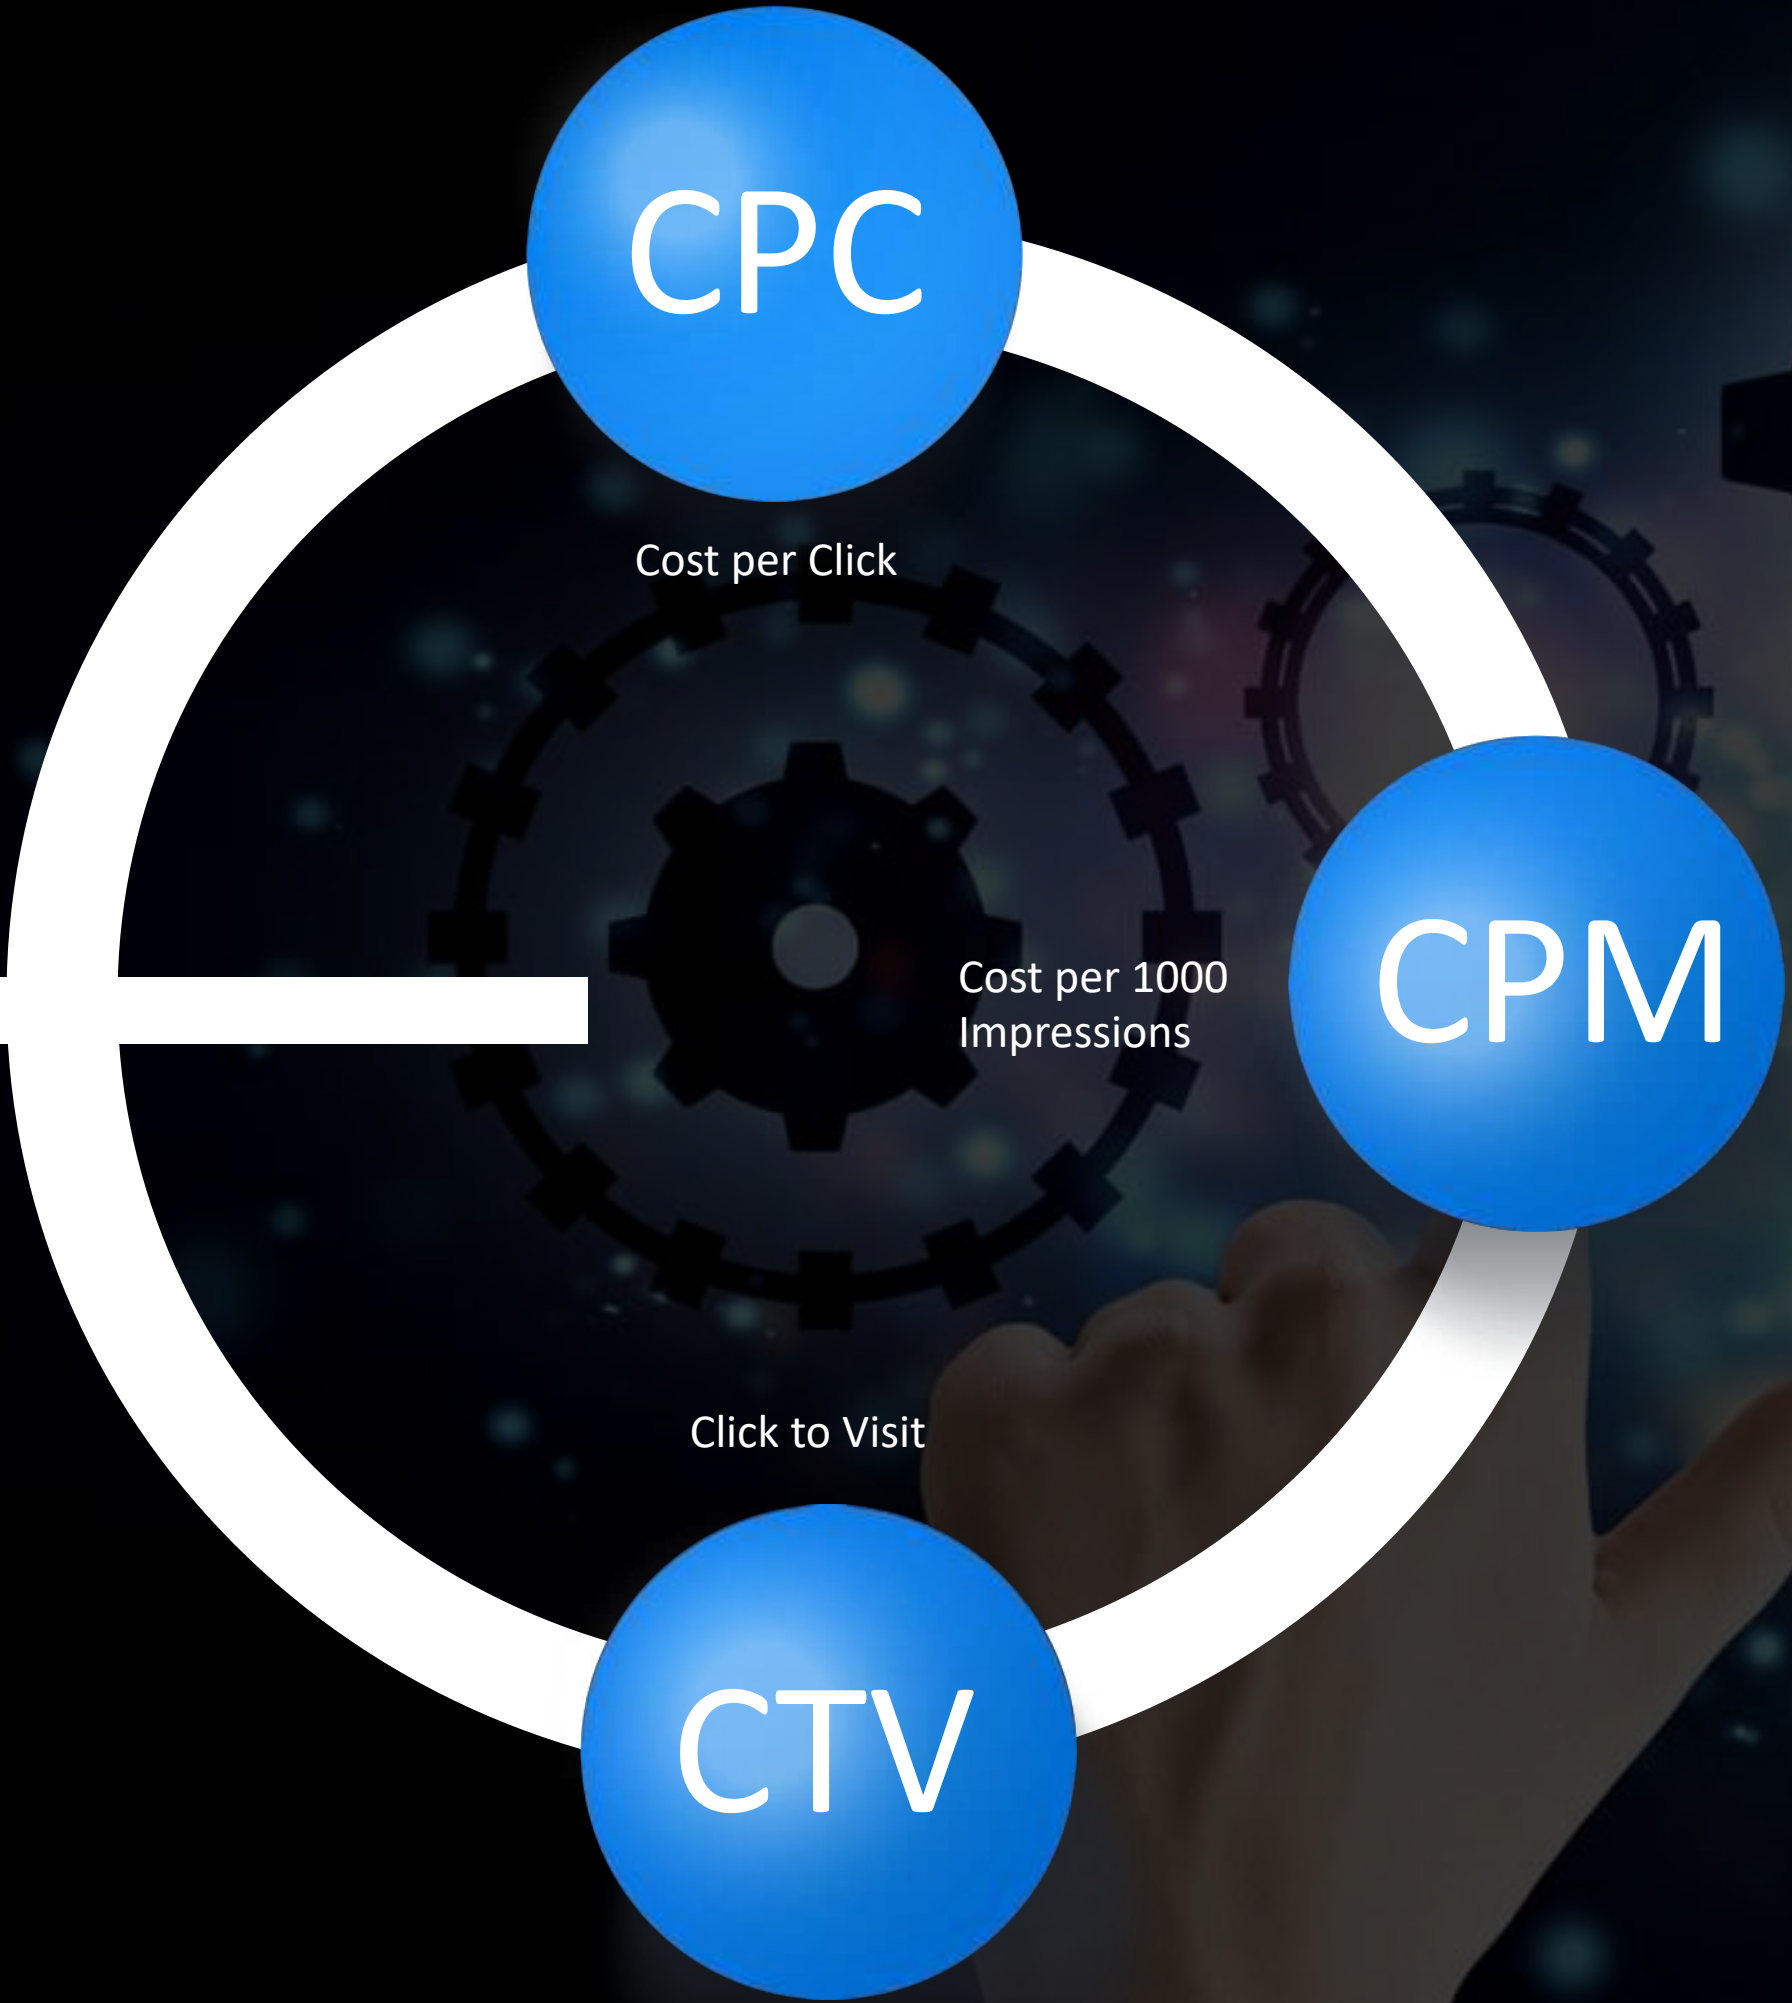 CPC
Cost per Click
Cost per 1000
Impressions
CPM
Click to Visit
CTV